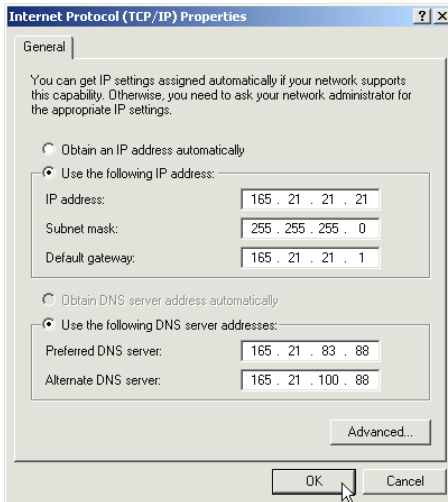 Internet Protocol (TCP/IP) Properties
General
You can get IP settings assigned automatically if your network supports
this capability. Otherwise, you need to ask your network administrator for
the appropriate IP settings.
Obtain an IP address automatically
Use the following IP address:
IP address: 165 . 21 . 21 . 21
Subnet mask: 255 . 255 . 255 . 0
Default gateway: 165 . 21 . 21 . 1
Obtain DNS server address automatically
Use the following DNS server addresses:
Preferred DNS server: 165 . 21 . 83 . 88
Alternate DNS server: 165 . 21 . 100 . 88
Advanced...
OK Cancel